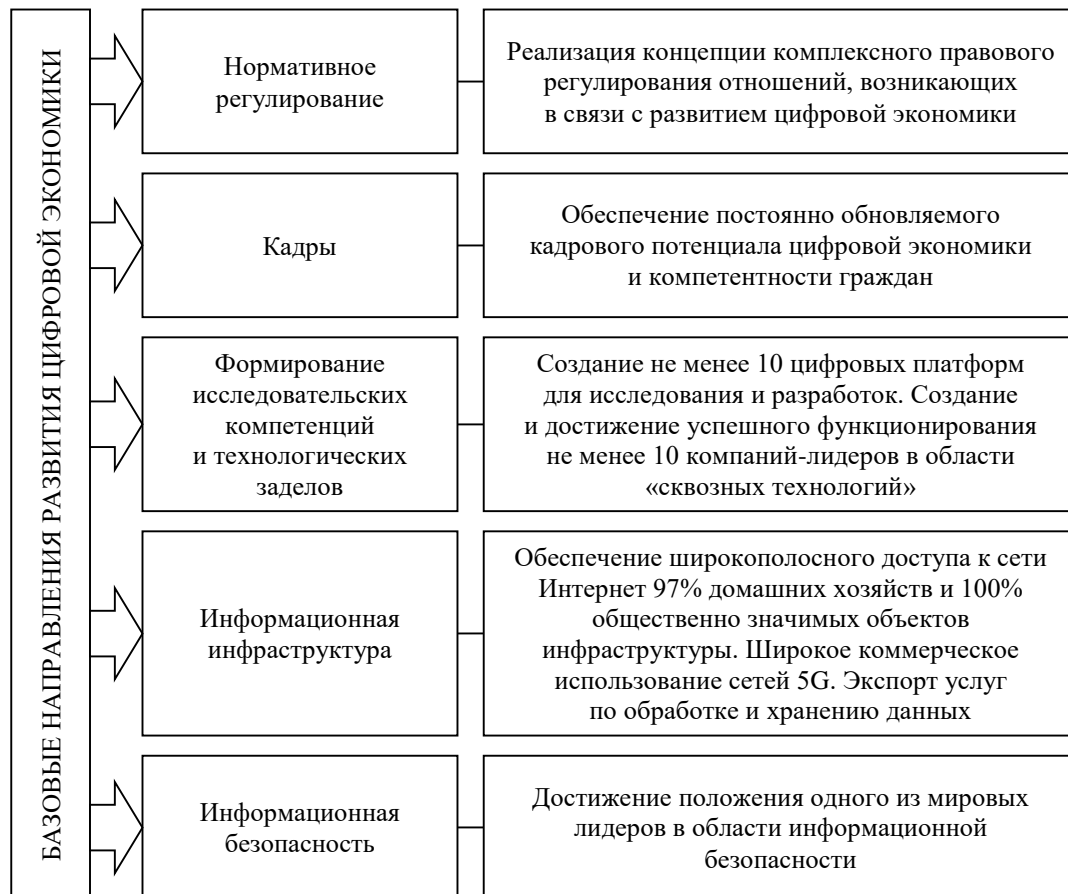 БАЗОВЫЕ НАПРАВЛЕНИЯ РАЗВИТИЯ ЦИФРОВОЙ ЭКОНОМИКИ
Нормативное
регулирование
Реализация концепции комплексного правового
регулирования отношений, возникающих
в связи с развитием цифровой экономики
Кадры
Обеспечение постоянно обновляемого
кадрового потенциала цифровой экономики
и компетентности граждан
Формирование
исследовательских
компетенций
и технологических
заделов
Создание не менее 10 цифровых платформ
для исследования и разработок. Создание
и достижение успешного функционирования
не менее 10 компаний-лидеров в области
«сквозных технологий»
Информационная
инфраструктура
Обеспечение широкополосного доступа к сети
Интернет 97% домашних хозяйств и 100%
общественно значимых объектов
инфраструктуры. Широкое коммерческое
использование сетей 5G. Экспорт услуг
по обработке и хранению данных
Информационная
безопасность
Достижение положения одного из мировых
лидеров в области информационной
безопасности